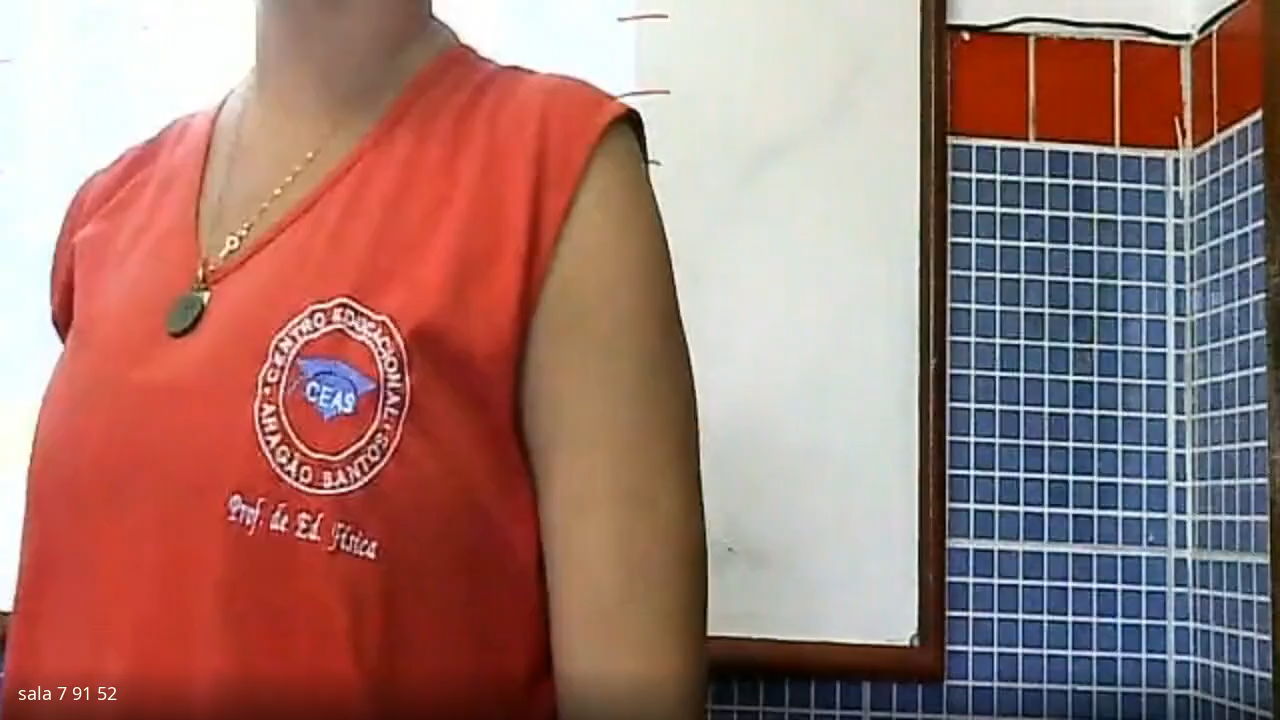 CENTRO EDUCACIONAL
ARAGÃO SANTOS
CEAS
Prof. de Ed. Física
sala 7 91 52